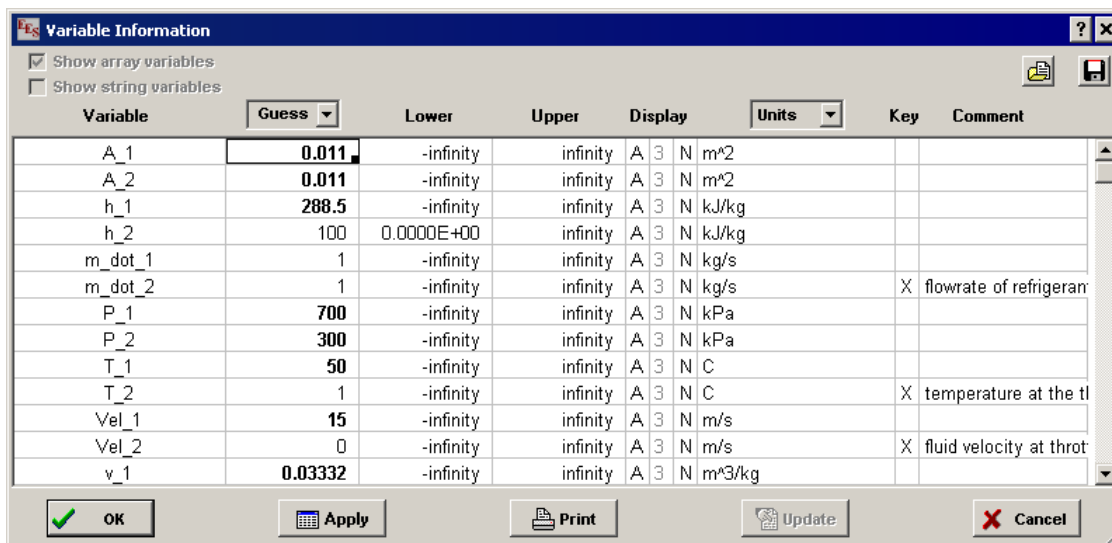 EES Variable Information
Show array variables
Show string variables
Variable Guess Lower Upper Display Units Key Comment
A_1 0.011 -infinity infinity A 3 N m^2
A_2 0.011 -infinity infinity A 3 N m^2
h_1 288.5 -infinity infinity A 3 N kJ/kg
h_2 100 0.0000E+00 infinity A 3 N kJ/kg
m_dot_1 1 -infinity infinity A 3 N kg/s
m_dot_2 1 -infinity infinity A 3 N kg/s X flowrate of refrigeran
P_1 700 -infinity infinity A 3 N kPa
P_2 300 -infinity infinity A 3 N kPa
T_1 50 -infinity infinity A 3 N C
T_2 1 -infinity infinity A 3 N C X temperature at the t
Vel_1 15 -infinity infinity A 3 N m/s
Vel_2 0 -infinity infinity A 3 N m/s X fluid velocity at throt
v_1 0.03332 -infinity infinity A 3 N m^3/kg
OK Apply Print Update Cancel